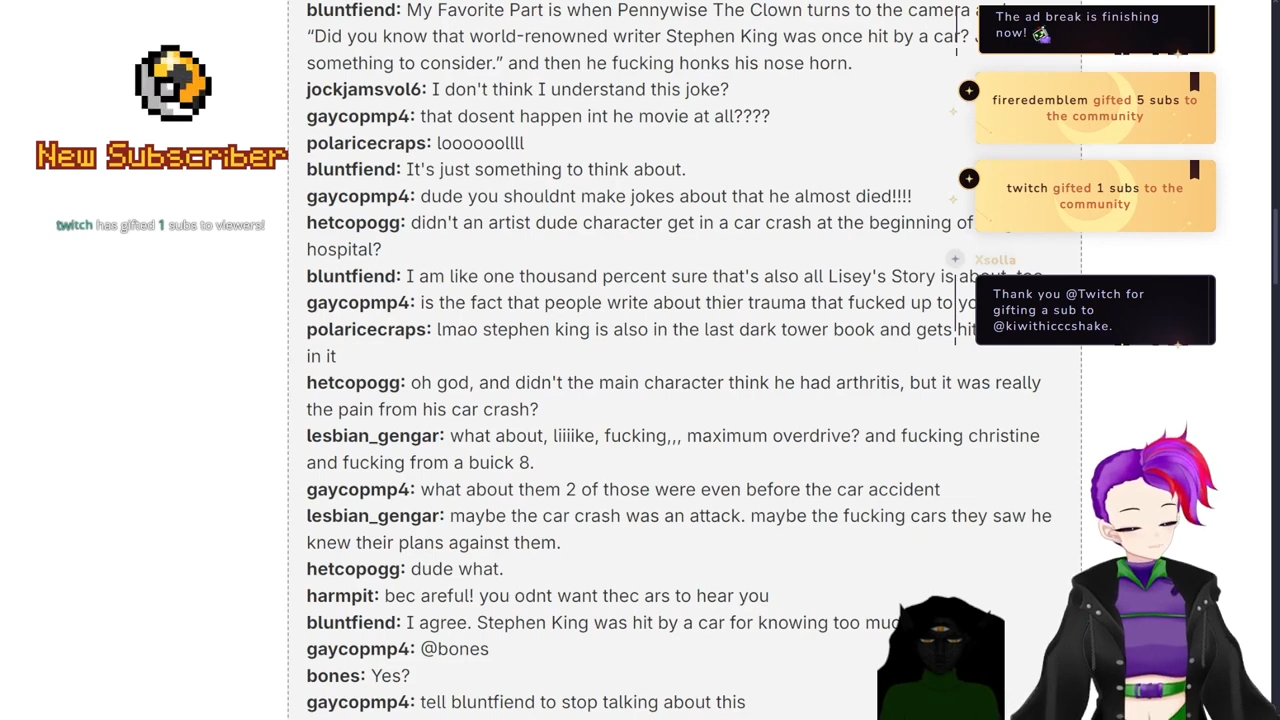 bluntfiend: My Favorite Part is when Pennywise The Clown turns to the camera
“Did you know that world-renowned writer Stephen King was once hit by a car?
something to consider.” and then he fucking honks his nose horn.
jockjamsvol6: I don't think I understand this joke?
gaycopmp4: that dosent happen int he movie at all????
polaricecraps: loooooollll
bluntfiend: It's just something to think about.
gaycopmp4: dude you shouldnt make jokes about that he almost died!!!!
hetcopogg: didn't an artist dude character get in a car crash at the beginning of
hospital?
bluntfiend: I am like one thousand percent sure that's also all Lisey's Story is about, too
gaycopmp4: is the fact that people write about thier trauma that fucked up to
polaricecraps: lmao stephen king is also in the last dark tower book and gets hit
in it
hetcopogg: oh god, and didn't the main character think he had arthritis, but it was really
the pain from his car crash?
lesbian_gengar: what about, liiiike, fucking,,, maximum overdrive? and fucking christine
and fucking from a buick 8.
gaycopmp4: what about them 2 of those were even before the car accident
lesbian_gengar: maybe the car crash was an attack. maybe the fucking cars they saw he
knew their plans against them.
hetcopogg: dude what.
harmpit: bec areful! you odnt want thec ars to hear you
bluntfiend: I agree. Stephen King was hit by a car for knowing too
gaycopmp4: @bones
bones: Yes?
gaycopmp4: tell bluntfiend to stop talking about this
New Subscriber
twitch has gifted 1 subs to viewers!
The ad break is finishing
now!
fireredemblem gifted 5 subs to
the community
twitch gifted 1 subs to the
community
Xsolla
Thank you @Twitch for
gifting a sub to
@kiwithicccshake.